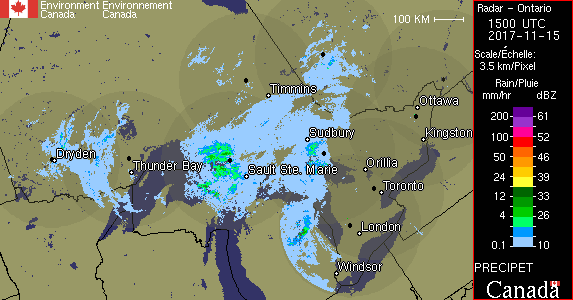 Environment Environnement
Canada Canada
100 KM
Timmins
Ottawa
Sudbury
Kingston
Dryden
Thunder Bay
Sault Ste. Marie
Orillia
Toronto
London
Windsor
Radar - Ontario
1500 UTC
2017-11-15
Scale/Échelle:
3.5 km/Pixel
Rain/Pluie
mm/hr dBZ
200 61
100 52
50 46
24 39
12 33
4 26
0.1 10
PRECIPET
Canada